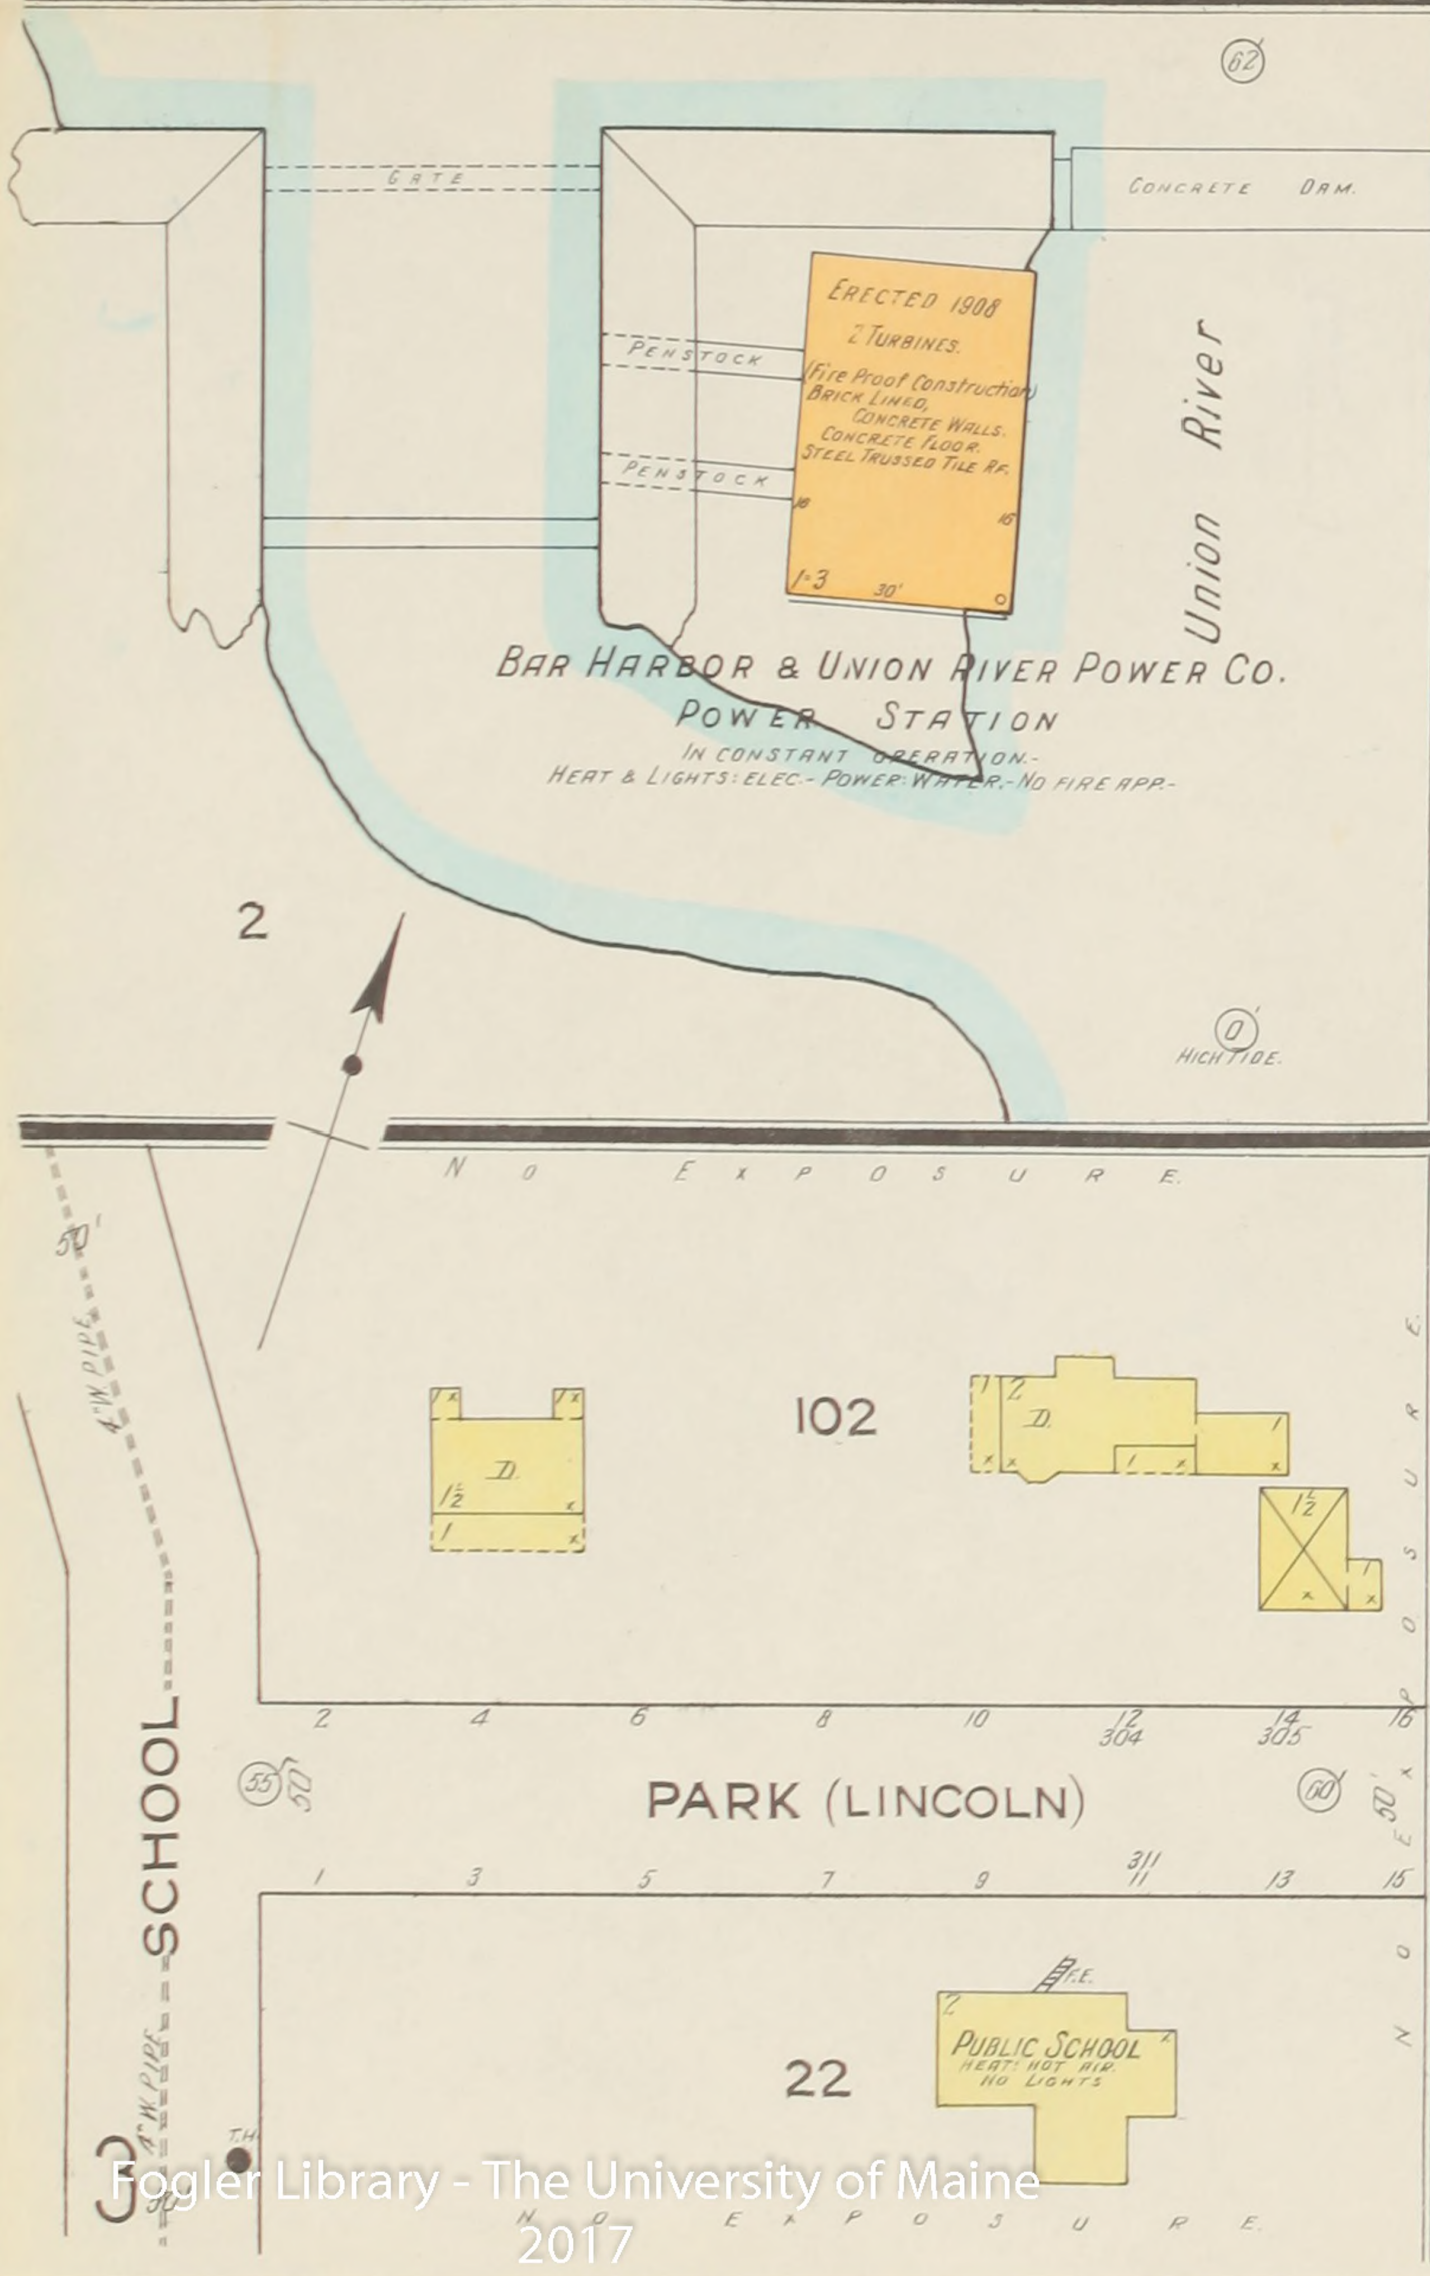 62'
GATE
CONCRETE DAM.
ERECTED 1908
2 TURBINES.
(Fire Proof Construction)
BRICK LINED,
CONCRETE WALLS.
CONCRETE FLOOR.
STEEL TRUSSED TILE RF.
PENSTOCK
PENSTOCK
16
16
1=3
30'
Union River
BAR HARBOR & UNION RIVER POWER CO.
POWER STATION
IN CONSTANT OPERATION.-
HEAT & LIGHTS: ELEC.- POWER: WATER.- NO FIRE APP.-
2
0'
HIGH TIDE.
NO EXPOSURE.
50'
4" W. PIPE
1 x
1 x
D.
1½
x
1
x
102
1
2
D.
x
x
1
x
1
x
1½
x
1
x
NO EXPOSURE.
2 4 6 8 10 12 14 16
304 305
SCHOOL
55'
50'
PARK (LINCOLN)
60'
50'
311
1 3 5 7 9 11 13 15
F.E.
2
x
PUBLIC SCHOOL
HEAT: HOT AIR.
NO LIGHTS
22
4" W. PIPE
T.H.
3
50'
Fogler Library - The University of Maine
NO EXPOSURE.
2017